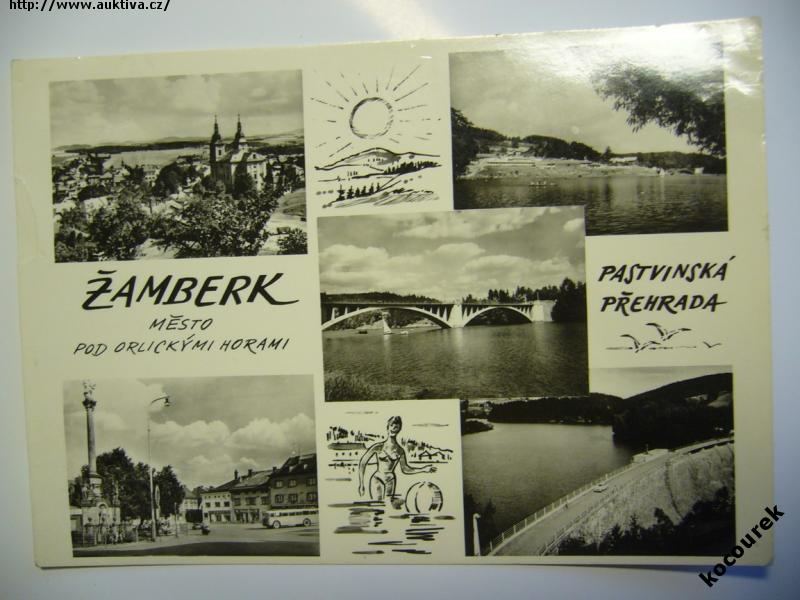 http://www.auktiva.cz/
ŽAMBERK
MĚSTO
POD ORLICKÝMI HORAMI
PASTVINSKÁ
PŘEHRADA
kocourek